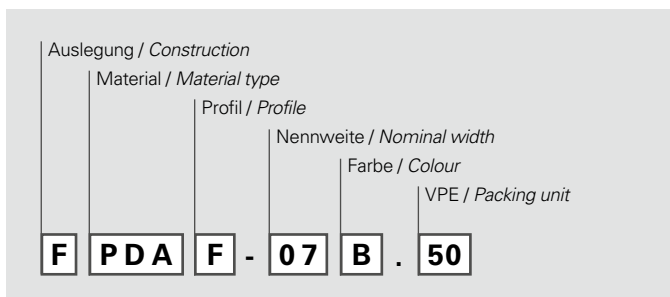 Auslegung / Construction
Material / Material type
Profil / Profile
Nennweite / Nominal width
Farbe / Colour
VPE / Packing unit
F PDA F - 07 B . 50